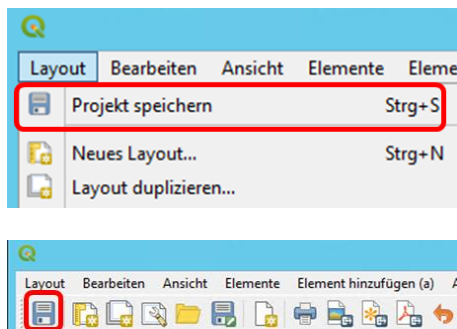 Layout Bearbeiten Ansicht Elemente Eleme
Projekt speichern Strg+S
Neues Layout... Strg+N
Layout duplizieren...
Layout Bearbeiten Ansicht Elemente Element hinzufügen (a) A